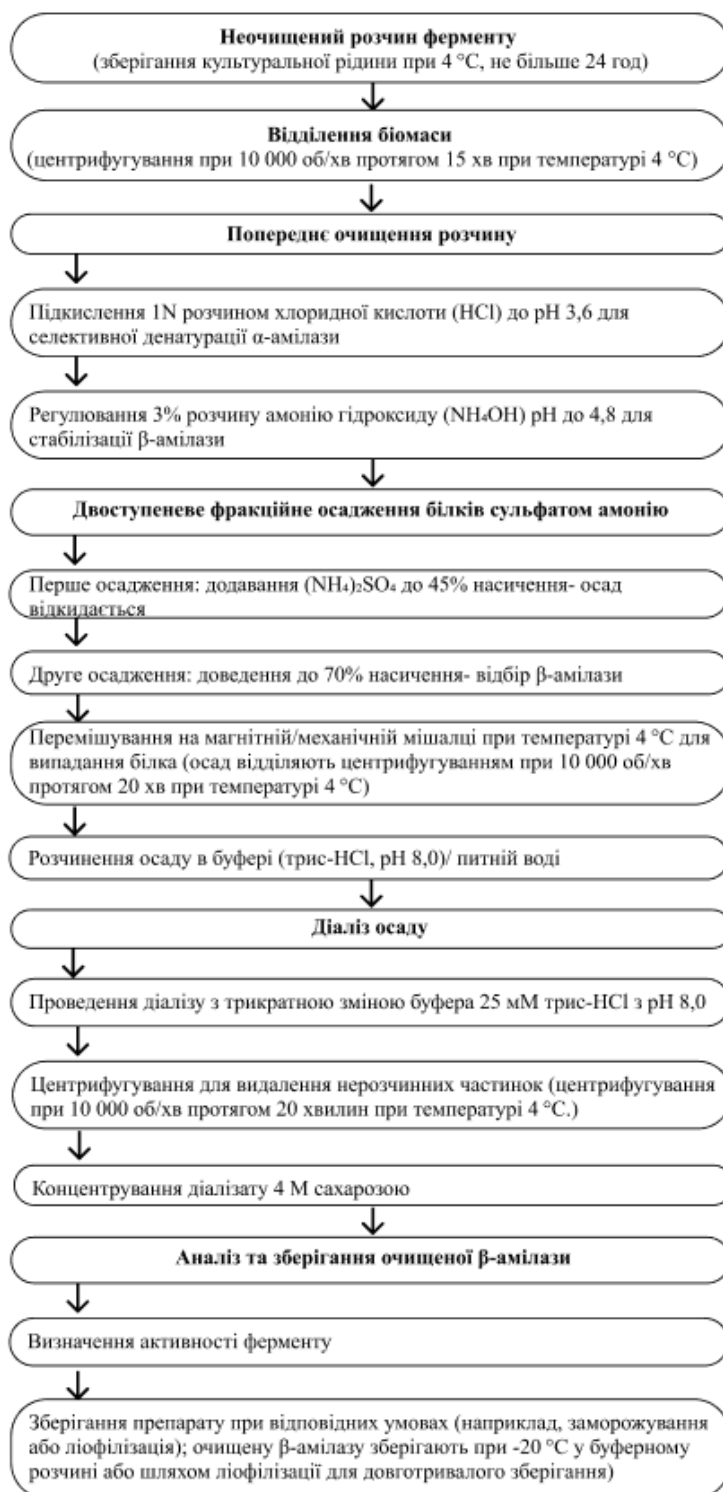 Неочищений розчин ферменту
(зберігання культуральної рідини при 4 °C, не більше 24 год)
Відділення біомаси
(центрифугування при 10 000 об/хв протягом 15 хв при температурі 4 °C)
Попереднє очищення розчину
Підкислення 1N розчином хлоридної кислоти (HCl) до pH 3,6 для
селективної денатурації α-амілази
Регулювання 3% розчину амонію гідроксиду (NH₄OH) pH до 4,8 для
стабілізації β-амілази
Двоступеневе фракційне осадження білків сульфатом амонію
Перше осадження: додавання (NH₄)₂SO₄ до 45% насичення- осад
відкидається
Друге осадження: доведення до 70% насичення- відбір β-амілази
Перемішування на магнітній/механічній мішалці при температурі 4 °C для
випадання білка (осад відділяють центрифугуванням при 10 000 об/хв
протягом 20 хв при температурі 4 °C)
Розчинення осаду в буфері (трис-HCl, pH 8,0)/ питній воді
Діаліз осаду
Проведення діалізу з трикратною зміною буфера 25 мМ трис-HCl з pH 8,0
Центрифугування для видалення нерозчинних частинок (центрифугування
при 10 000 об/хв протягом 20 хвилин при температурі 4 °C.)
Концентрування діалізату 4 М сахарозою
Аналіз та зберігання очищеної β-амілази
Визначення активності ферменту
Зберігання препарату при відповідних умовах (наприклад, заморожування
або ліофілізація); очищену β-амілазу зберігають при -20 °C у буферному
розчині або шляхом ліофілізації для довготривалого зберігання)